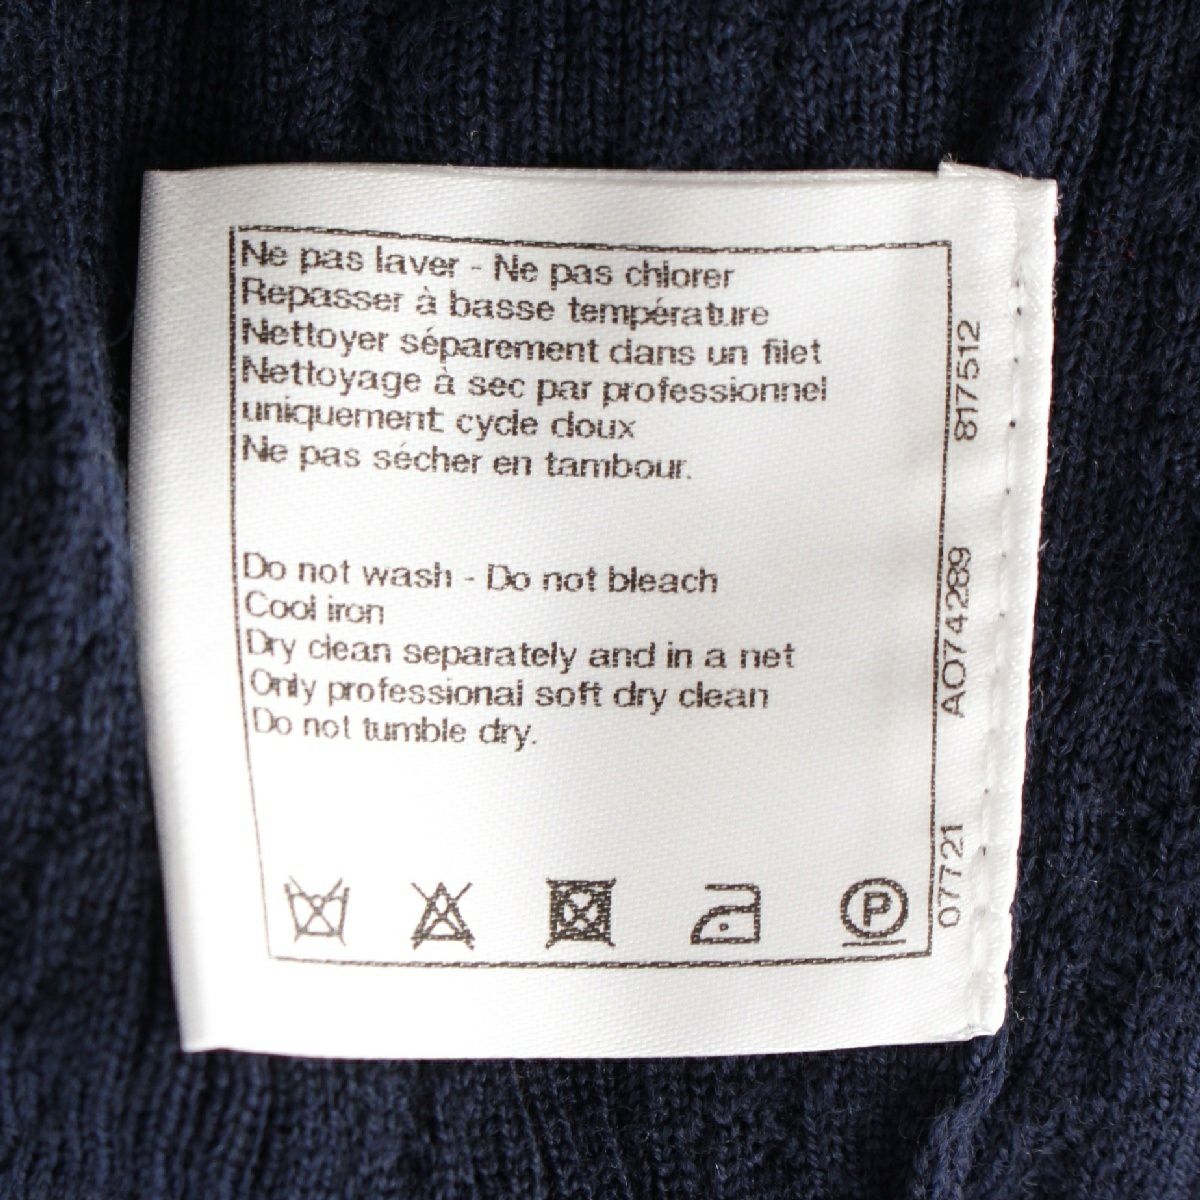 Ne pas laver - Ne pas chlorer
Repasser à basse température
Nettoyer séparement dans un filet
Nettoyage à sec par professionnel
uniquement cycle doux
Ne pas sécher en tambour.
Do not wash - Do not bleach
Cool iron
Dry clean separately and in a net
Only professional soft dry clean
Do not tumble dry.
P
07721 AO74289 817512